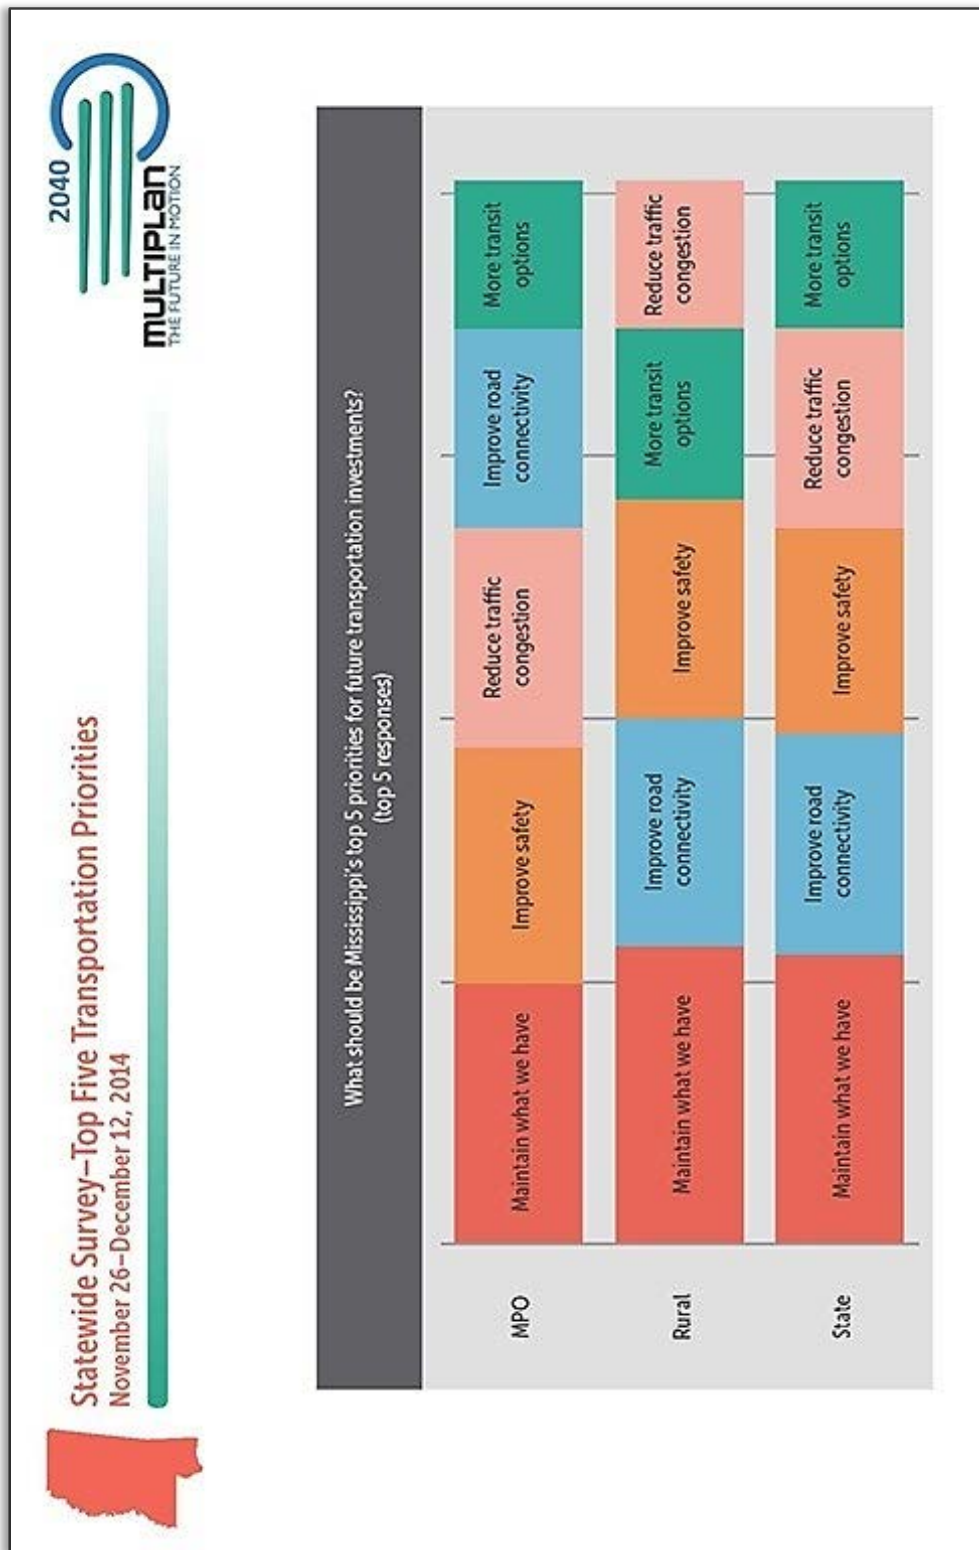 Statewide Survey–Top Five Transportation Priorities
November 26–December 12, 2014
2040
MULTIPLAN
THE FUTURE IN MOTION
What should be Mississippi's top 5 priorities for future transportation investments?
(top 5 responses)
MPO
Maintain what we have
Improve safety
Reduce traffic
congestion
Improve road
connectivity
More transit
options
Rural
Maintain what we have
Improve road
connectivity
Improve safety
More transit
options
Reduce traffic
congestion
State
Maintain what we have
Improve road
connectivity
Improve safety
Reduce traffic
congestion
More transit
options